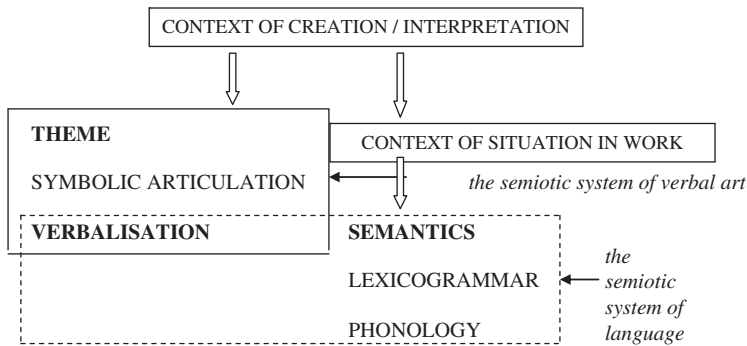 CONTEXT OF CREATION / INTERPRETATION
THEME
CONTEXT OF SITUATION IN WORK
SYMBOLIC ARTICULATION
the semiotic system of verbal art
VERBALISATION
SEMANTICS
LEXICOGRAMMAR
PHONOLOGY
the
semiotic
system of
language